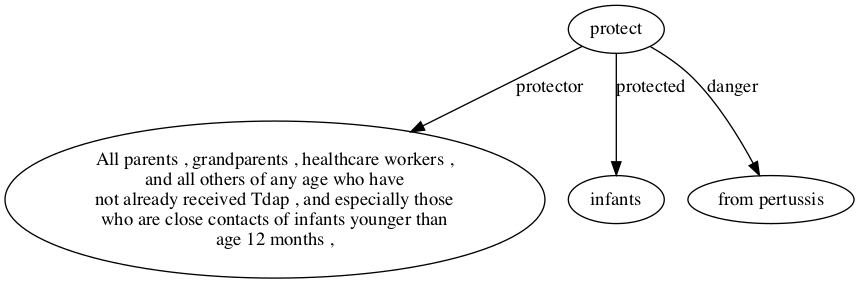 protect
protector
protected
danger
All parents , grandparents , healthcare workers ,
and all others of any age who have
not already received Tdap , and especially those
who are close contacts of infants younger than
age 12 months ,
infants
from pertussis